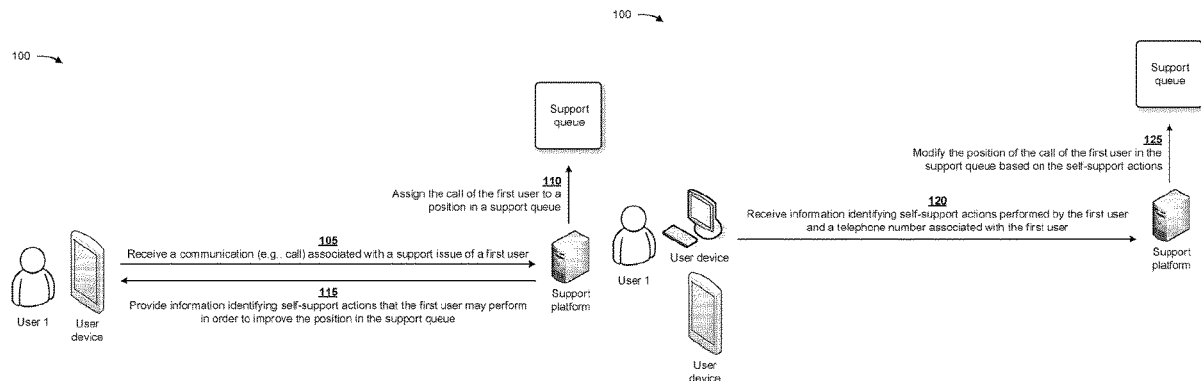 100
Support
queue
110
Assign the call of the first user to a
position in a support queue
105
Receive a communication (e.g., call) associated with a support issue of a first user
115
Provide information identifying self-support actions that the first user may perform
in order to improve the position in the support queue
User 1
User
device
Support
platform
100
Support
queue
125
Modify the position of the call of the first user in the
support queue based on the self-support actions
120
Receive information identifying self-support actions performed by the first user
and a telephone number associated with the first user
User 1
User device
Support
platform
User
device